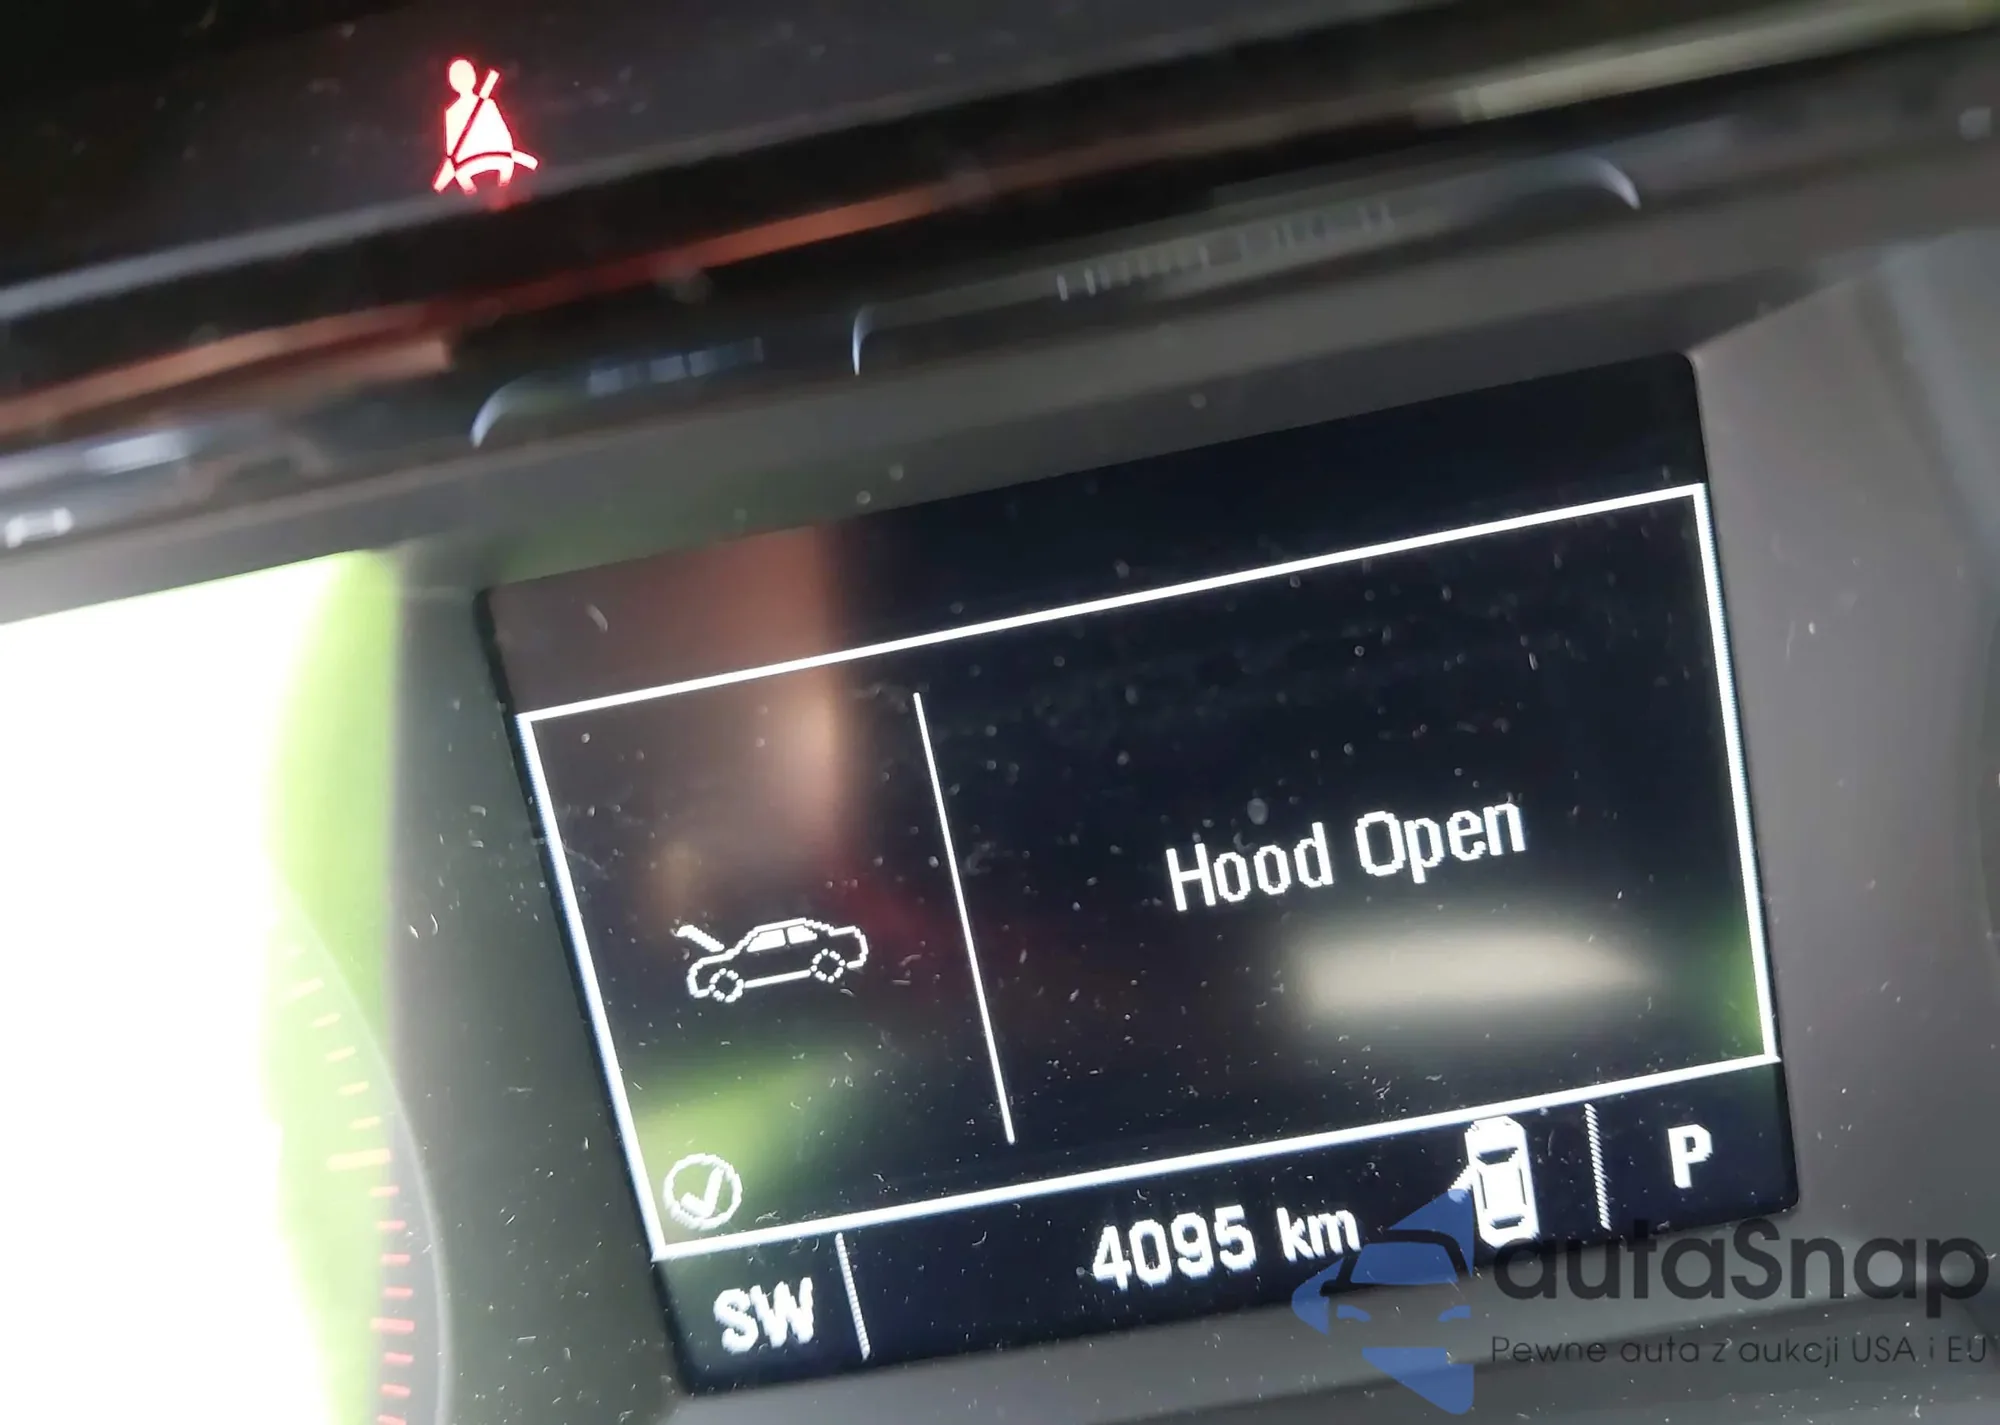 Hood Open
SW
4095 km
P
autaSnap
Pewne auta z aukcji USA i EU